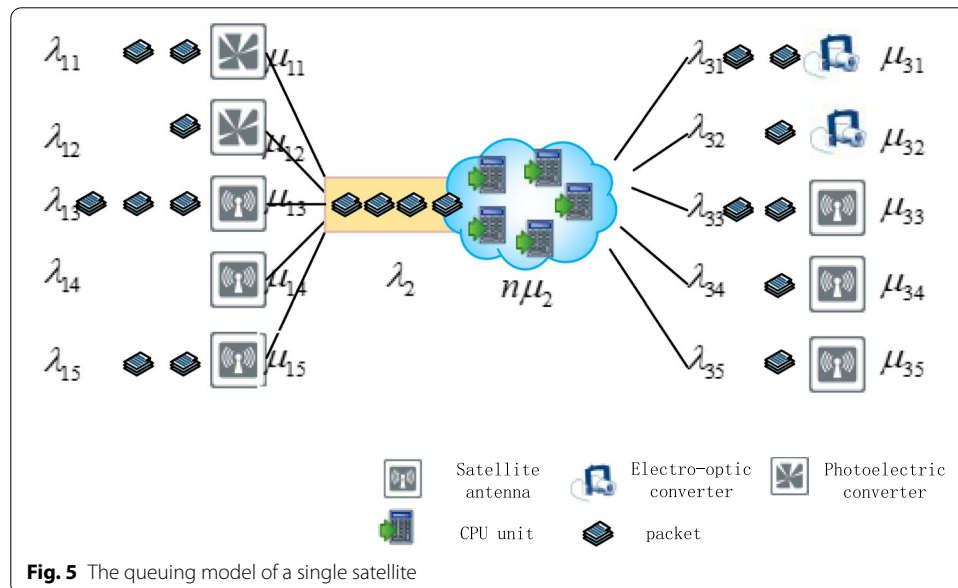 λ11 μ11 λ31 μ31
λ12 μ12 λ32 μ32
λ13 μ13 λ33 μ33
λ14 μ14 λ2 nμ2 λ34 μ34
λ15 μ15 λ35 μ35
Satellite antenna
Electro-optic converter
Photoelectric converter
CPU unit
packet
Fig. 5 The queuing model of a single satellite